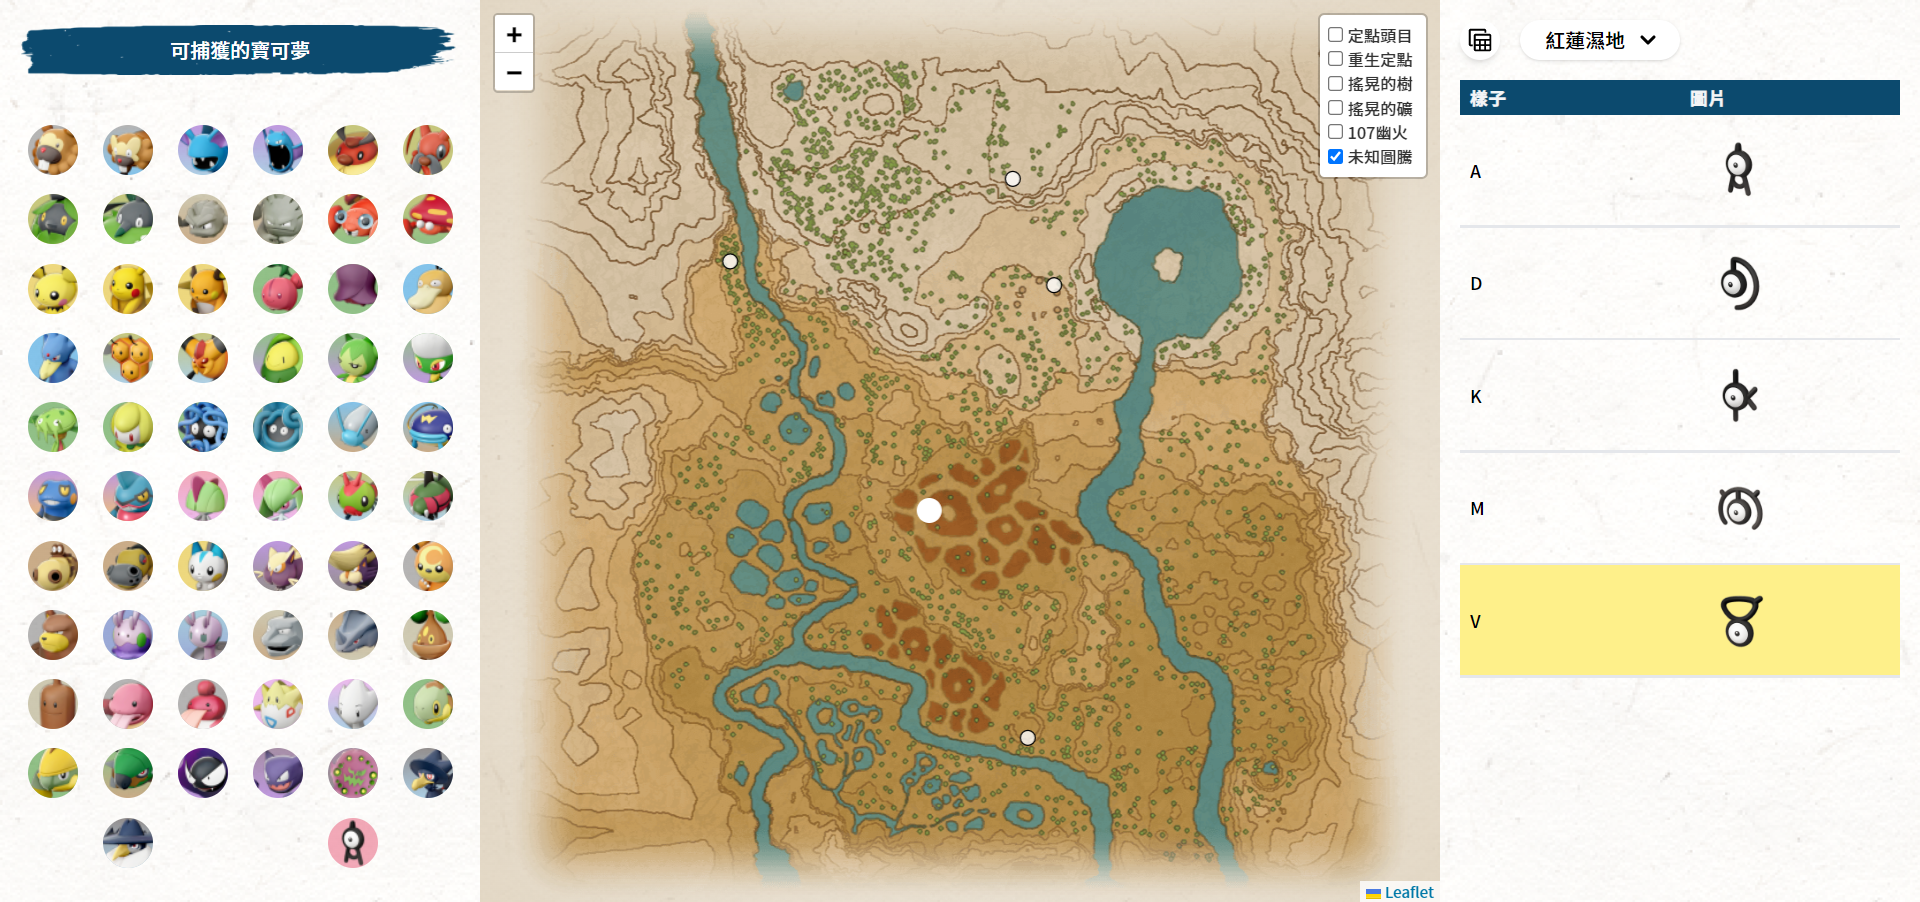 可捕獲的寶可夢
+
−
定點頭目
重生定點
搖晃的樹
搖晃的礦
107幽火
未知圖騰
Leaflet
紅蓮濕地
樣子 圖片
A
D
K
M
V